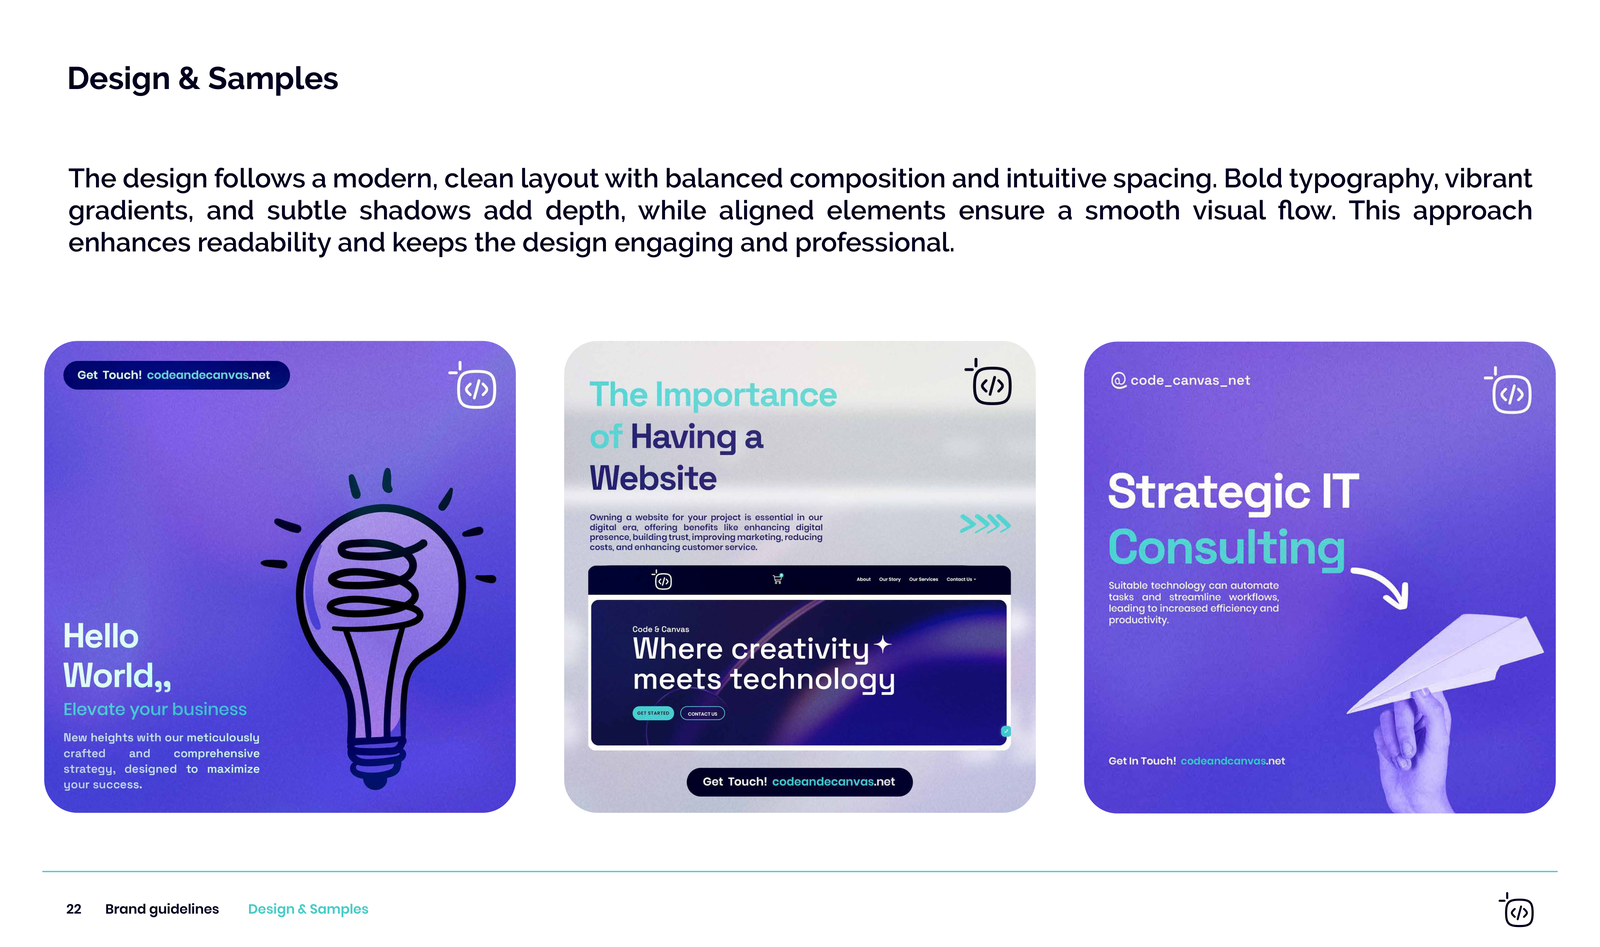 Design & Samples
The design follows a modern, clean layout with balanced composition and intuitive spacing. Bold typography, vibrant
gradients, and subtle shadows add depth, while aligned elements ensure a smooth visual flow. This approach
enhances readability and keeps the design engaging and professional.
Get Touch! codeandecanvas.net
</>
Hello
World,,
Elevate your business
New heights with our meticulously
crafted and comprehensive
strategy, designed to maximize
your success.
The Importance
of Having a
Website
</>
Owning a website for your project is essential in our
digital era, offering benefits like enhancing digital
presence, building trust, improving marketing, reducing
costs, and enhancing customer service.
</>
About Our Story Our Services Contact Us
Code & Canvas
Where creativity
meets technology
GET STARTED CONTACT US
Get Touch! codeandecanvas.net
@ code_canvas_net
</>
Strategic IT
Consulting
Suitable technology can automate
tasks and streamline workflows,
leading to increased efficiency and
productivity.
Get In Touch! codeandcanvas.net
22 Brand guidelines Design & Samples
</>